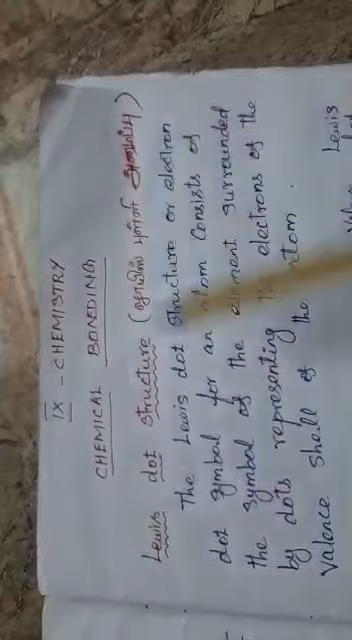 IX - CHEMISTRY
CHEMICAL BONDING
Lewis dot structure (லூயிஸ் புள்ளி அமைப்பு)
The Lewis dot structure or electron
dot symbol for an atom consists of
the symbol of the element surrounded
by dots representing the electrons of the
valence shell of the atom.
Lewis